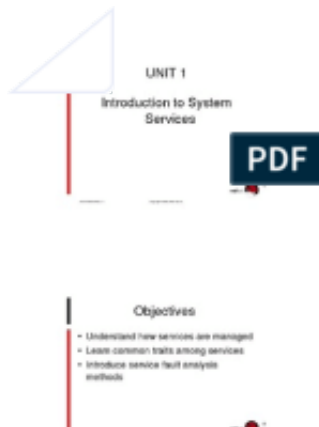 UNIT 1
Introduction to System
Services
PDF
Objectives
• Understand how services are managed
• Learn common traits among services
• Introduce service fault analysis
methods